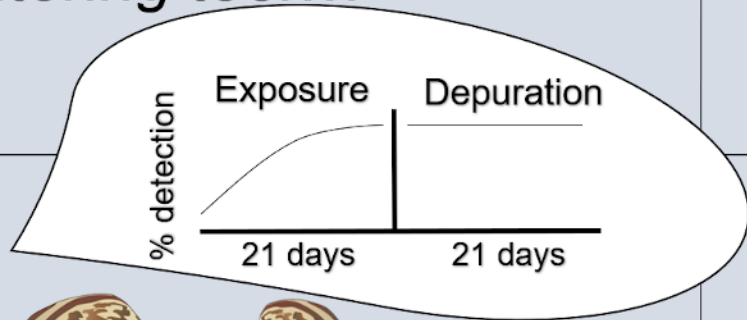 Exposure
Depuration
% detection
21 days
21 days